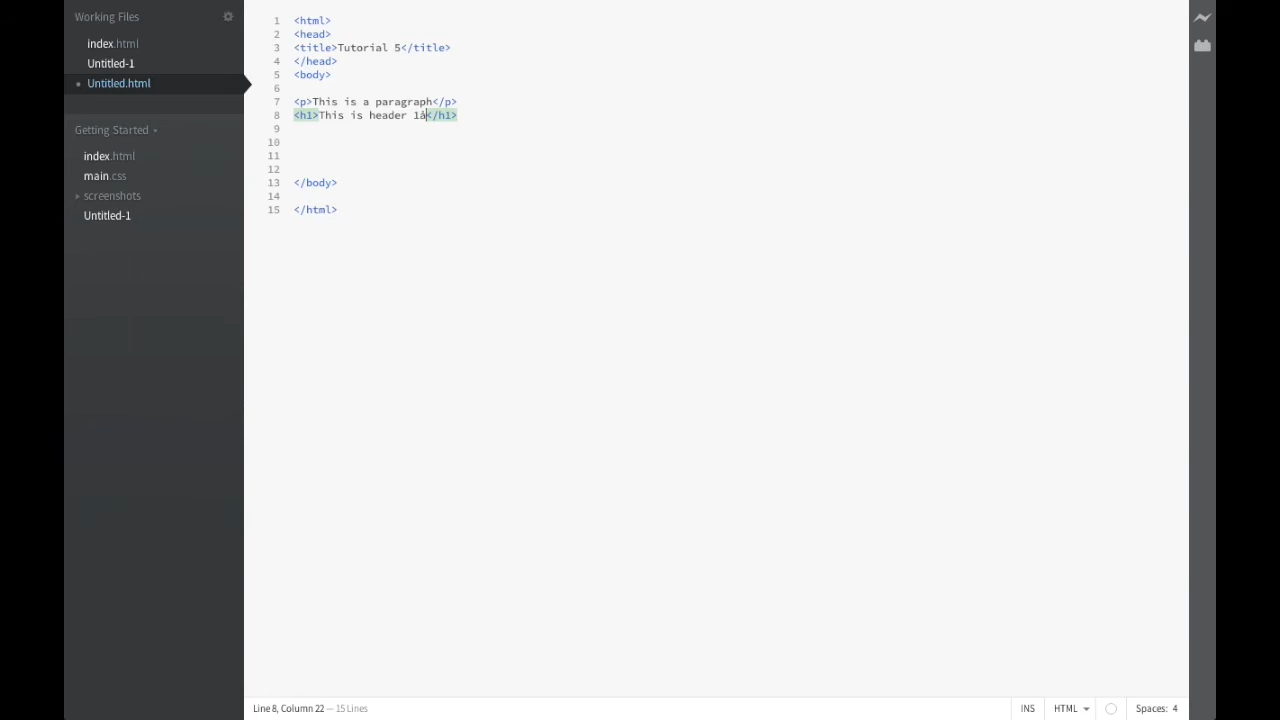 Working Files
index.html
Untitled-1
Untitled.html
Getting Started
index.html
main.css
screenshots
Untitled-1
1 <html>
2 <head>
3 <title>Tutorial 5</title>
4 </head>
5 <body>
6
7 <p>This is a paragraph</p>
8 <h1>This is header 1å</h1>
9
10
11
12
13 </body>
14
15 </html>
Line 8, Column 22 — 15 Lines
INS HTML Spaces: 4